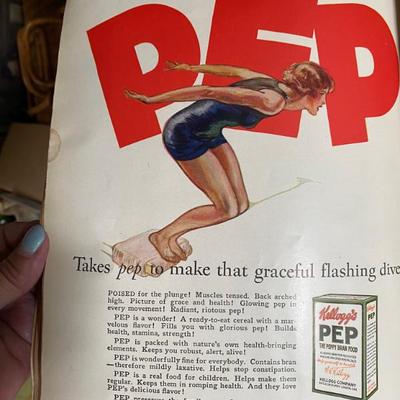 PEP
Takes pep to make that graceful flashing dive
POISED for the plunge! Muscles tensed. Back arched
high. Picture of grace and health! Glowing pep in
every movement! Radiant, riotous pep!
PEP is a wonder! A ready-to-eat cereal with a mar-
velous flavor! Fills you with glorious pep! Builds
health, stamina, strength!
PEP is packed with nature's own health-bringing
elements. Keeps you robust, alert, alive!
PEP is wonderfully fine for everybody. Contains bran
—therefore mildly laxative. Helps stop constipation.
PEP is a real food for children. Helps make them
regular. Keeps them in romping health. And they love
PEP's delicious flavor!
PEP
Kellogg's
PEP
THE PEPPY BRAN FOOD
KELLOGG COMPANY